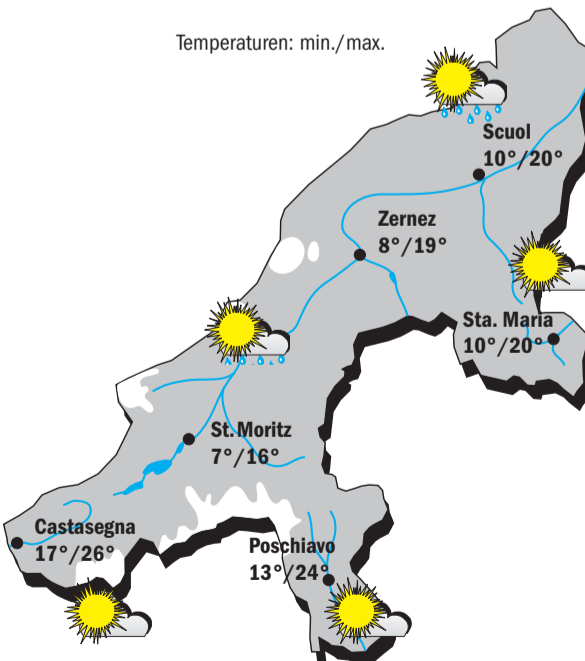 Temperaturen: min./max.
Scuol
10°/20°
Zernez
8°/19°
Sta. Maria
10°/20°
St. Moritz
7°/16°
Castasegna
17°/26°
Poschiavo
13°/24°